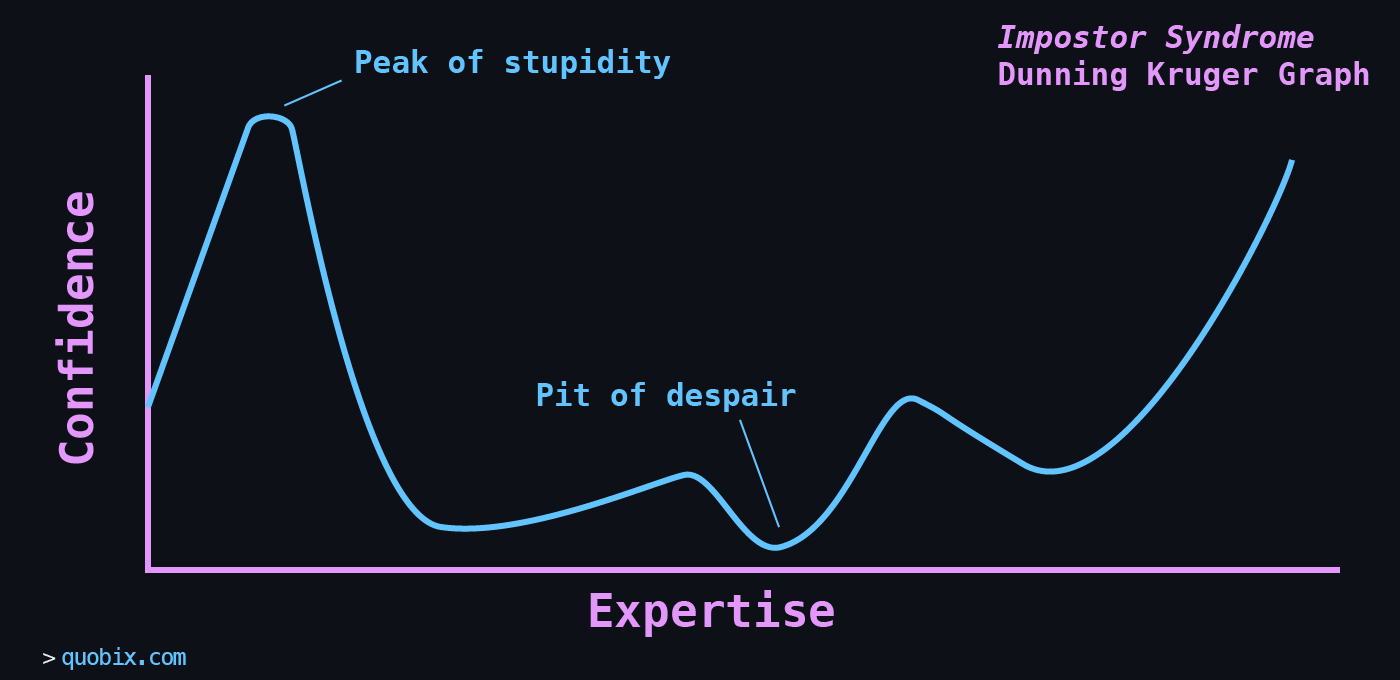 Impostor Syndrome
Dunning Kruger Graph
Peak of stupidity
Confidence
Pit of despair
Expertise
> quobix.com